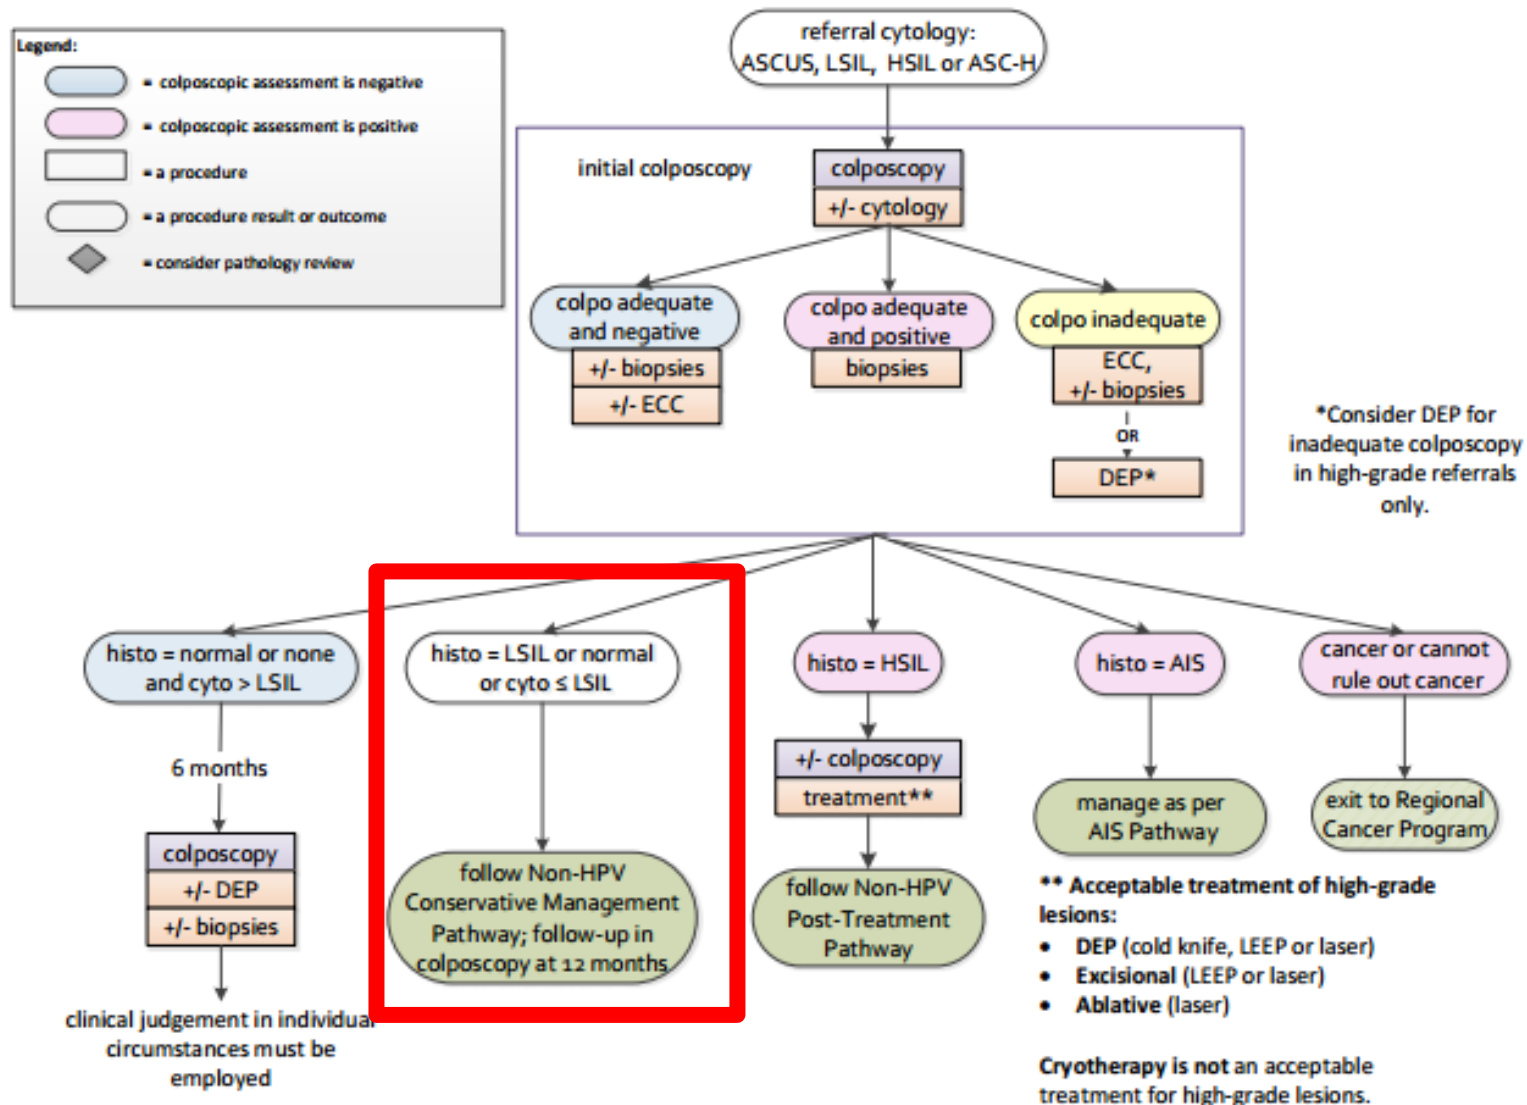 Legend:
= colposcopic assessment is negative
= colposcopic assessment is positive
= a procedure
= a procedure result or outcome
= consider pathology review
referral cytology:
ASCUS, LSIL, HSIL or ASC-H
initial colposcopy
colposcopy
+/- cytology
colpo adequate
and negative
+/- biopsies
+/- ECC
colpo adequate
and positive
biopsies
colpo inadequate
ECC,
+/- biopsies
OR
DEP*
*Consider DEP for
inadequate colposcopy
in high-grade referrals
only.
histo = normal or none
and cyto > LSIL
6 months
colposcopy
+/- DEP
+/- biopsies
clinical judgement in individual
circumstances must be
employed
histo = LSIL or normal
or cyto ≤ LSIL
follow Non-HPV
Conservative Management
Pathway; follow-up in
colposcopy at 12 months
histo = HSIL
+/- colposcopy
treatment**
follow Non-HPV
Post-Treatment
Pathway
histo = AIS
manage as per
AIS Pathway
cancer or cannot
rule out cancer
exit to Regional
Cancer Program
** Acceptable treatment of high-grade
lesions:
• DEP (cold knife, LEEP or laser)
• Excisional (LEEP or laser)
• Ablative (laser)
Cryotherapy is not an acceptable
treatment for high-grade lesions.